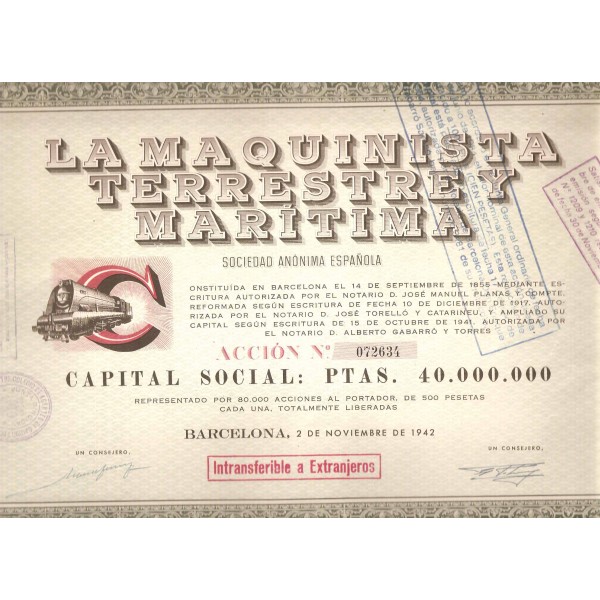 LA MAQUINISTA
TERRESTRE Y
MARÍTIMA
SOCIEDAD ANÓNIMA ESPAÑOLA
CONSTITUÍDA EN BARCELONA EL 14 DE SEPTIEMBRE DE 1855 MEDIANTE ES-
CRITURA AUTORIZADA POR EL NOTARIO D. JOSÉ MANUEL PLANAS Y COMPTE,
REFORMADA SEGÚN ESCRITURA DE FECHA 10 DE DICIEMBRE DE 1917, AUTO-
RIZADA POR EL NOTARIO D. JOSÉ TORELLÓ Y CATARINEU, Y AMPLIADO SU
CAPITAL SEGÚN ESCRITURA DE 15 DE OCTUBRE DE 1941, AUTORIZADA POR
EL NOTARIO D. ALBERTO GABARRÓ Y TORRES
ACCIÓN Nº 072634
CAPITAL SOCIAL: PTAS. 40.000.000
REPRESENTADO POR 80.000 ACCIONES AL PORTADOR, DE 500 PESETAS
CADA UNA, TOTALMENTE LIBERADAS
BARCELONA, 2 DE NOVIEMBRE DE 1942
UN CONSEJERO,
UN CONSEJERO,
Intransferible a Extranjeros